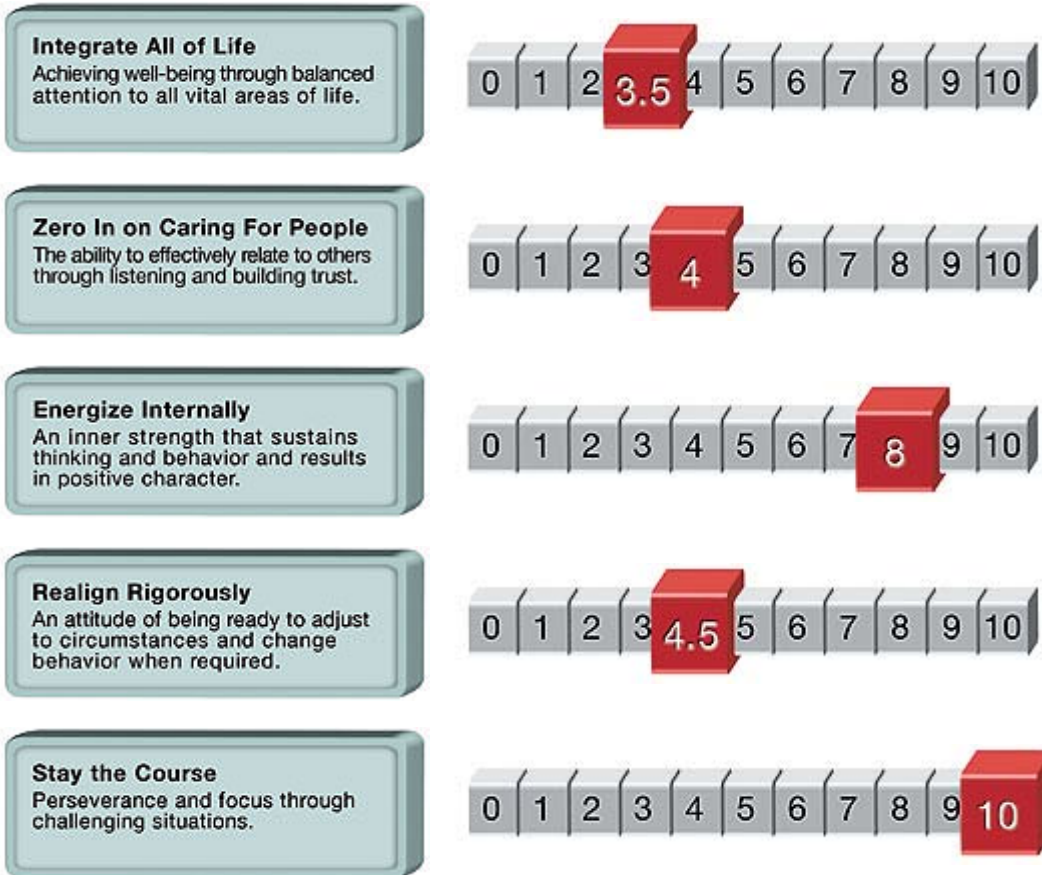 Integrate All of Life
Achieving well-being through balanced
attention to all vital areas of life.
0 1 2 3.5 4 5 6 7 8 9 10
Zero In on Caring For People
The ability to effectively relate to others
through listening and building trust.
0 1 2 3 4 5 6 7 8 9 10
Energize Internally
An inner strength that sustains
thinking and behavior and results
in positive character.
0 1 2 3 4 5 6 7 8 9 10
Realign Rigorously
An attitude of being ready to adjust
to circumstances and change
behavior when required.
0 1 2 3 4.5 5 6 7 8 9 10
Stay the Course
Perseverance and focus through
challenging situations.
0 1 2 3 4 5 6 7 8 9 10